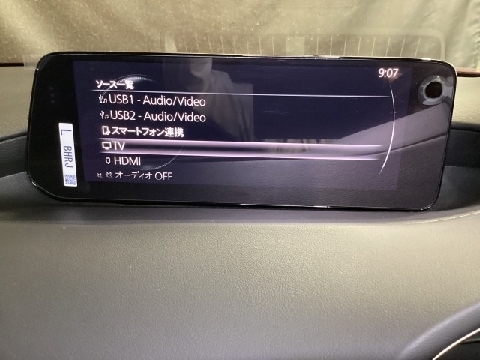 9:07
ソース一覧
USB1 - Audio/Video
USB2 - Audio/Video
スマートフォン連携
TV
HDMI
オーディオ OFF
L BHRJ